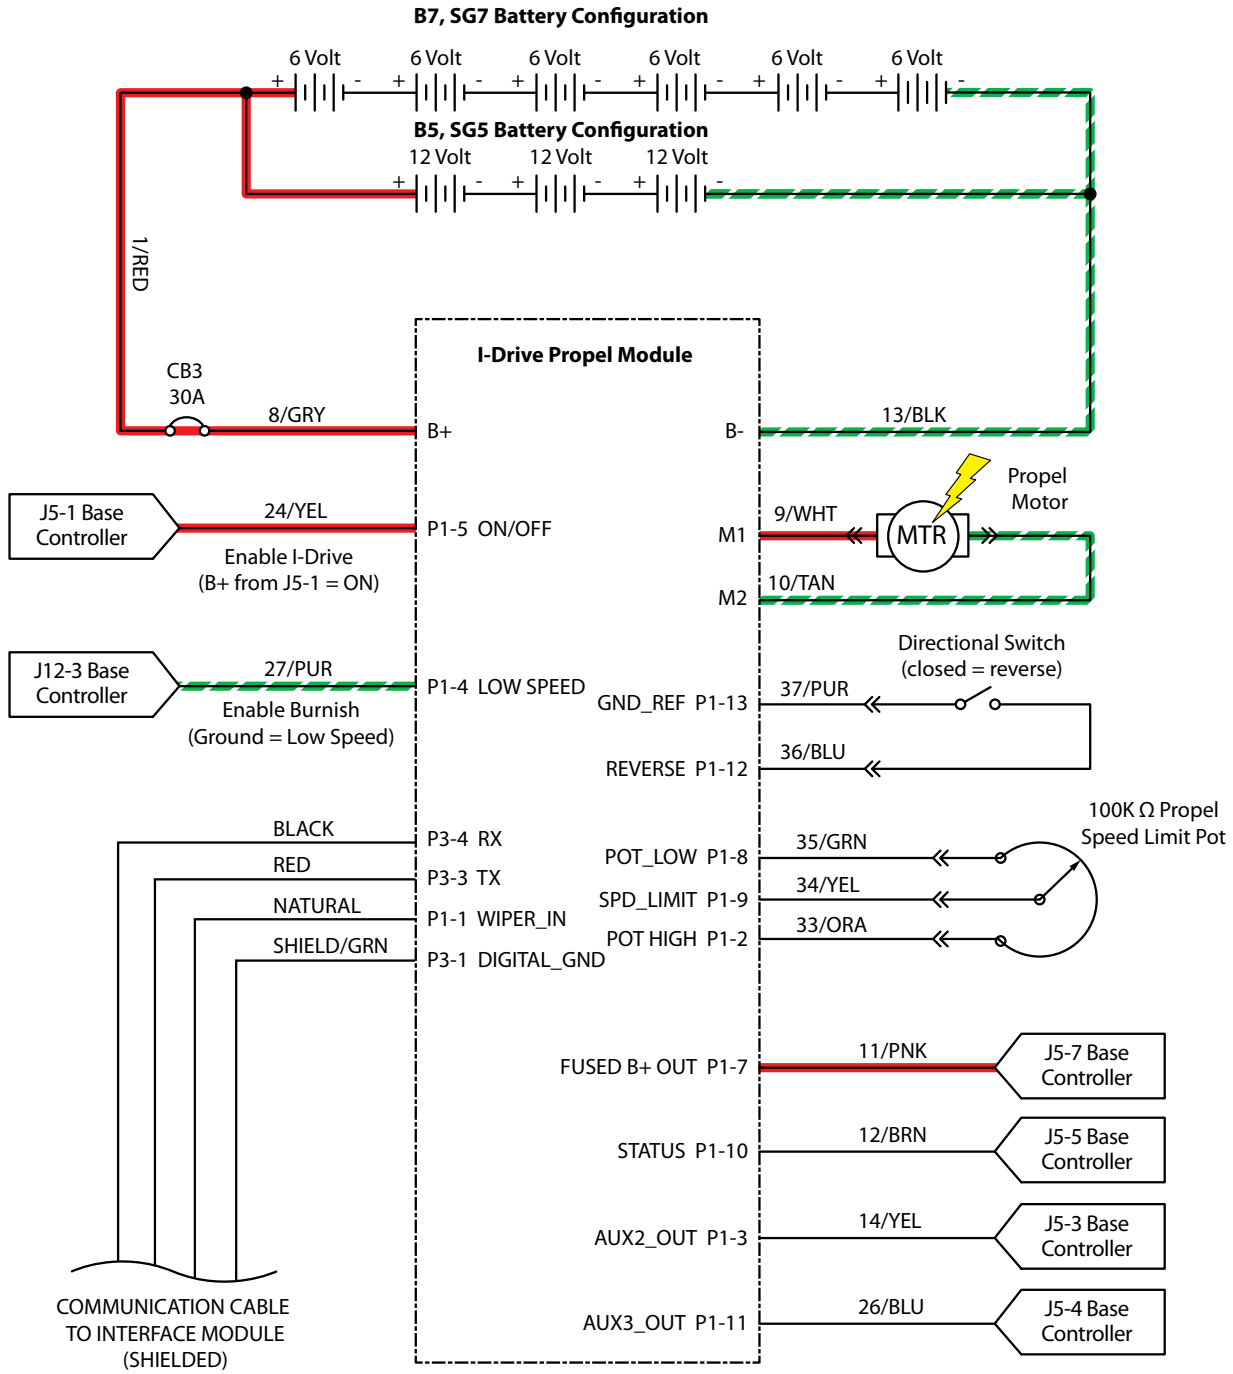 B7, SG7 Battery Configuration
6 Volt 6 Volt 6 Volt 6 Volt 6 Volt 6 Volt
+ - + - + - + - + - + -
B5, SG5 Battery Configuration
12 Volt 12 Volt 12 Volt
+ - + - + -
1/RED
I-Drive Propel Module
CB3
30A
8/GRY
B+
B-
13/BLK
J5-1 Base
Controller
24/YEL
P1-5 ON/OFF
Enable I-Drive
(B+ from J5-1 = ON)
M1
9/WHT
MTR
Propel
Motor
M2
10/TAN
J12-3 Base
Controller
27/PUR
P1-4 LOW SPEED
Enable Burnish
(Ground = Low Speed)
Directional Switch
(closed = reverse)
GND_REF P1-13
37/PUR
REVERSE P1-12
36/BLU
BLACK
P3-4 RX
RED
P3-3 TX
NATURAL
P1-1 WIPER_IN
SHIELD/GRN
P3-1 DIGITAL_GND
100K Ω Propel
Speed Limit Pot
POT_LOW P1-8
35/GRN
SPD_LIMIT P1-9
34/YEL
POT HIGH P1-2
33/ORA
FUSED B+ OUT P1-7
11/PNK
J5-7 Base
Controller
STATUS P1-10
12/BRN
J5-5 Base
Controller
AUX2_OUT P1-3
14/YEL
J5-3 Base
Controller
AUX3_OUT P1-11
26/BLU
J5-4 Base
Controller
COMMUNICATION CABLE
TO INTERFACE MODULE
(SHIELDED)